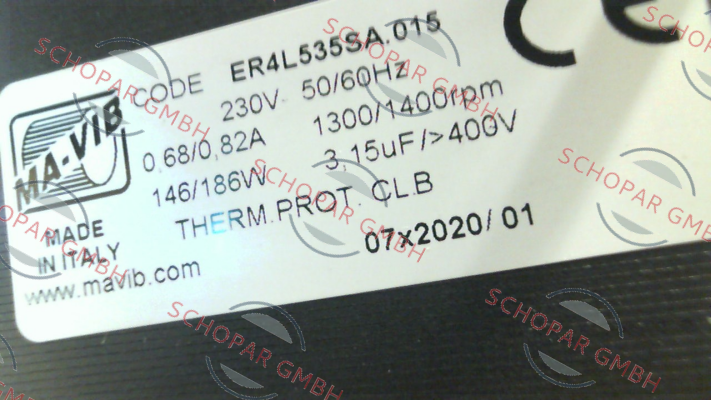 CODE ER4L535SA.015
230V 50/60Hz
0,68/0,82A 1300/1400rpm
146/186W 3,15uF/>400V
THERM.PROT. CL.B
07x2020/01
MA-VIB
MADE
IN ITALY
www.mavib.com
CE
SCHOPAR GMBH
SCHOPAR GMBH
SCHOPAR GMBH
SCHOPAR GMBH
SCHOPAR GMBH
SCHOPAR GMBH
SCHOPAR GMBH